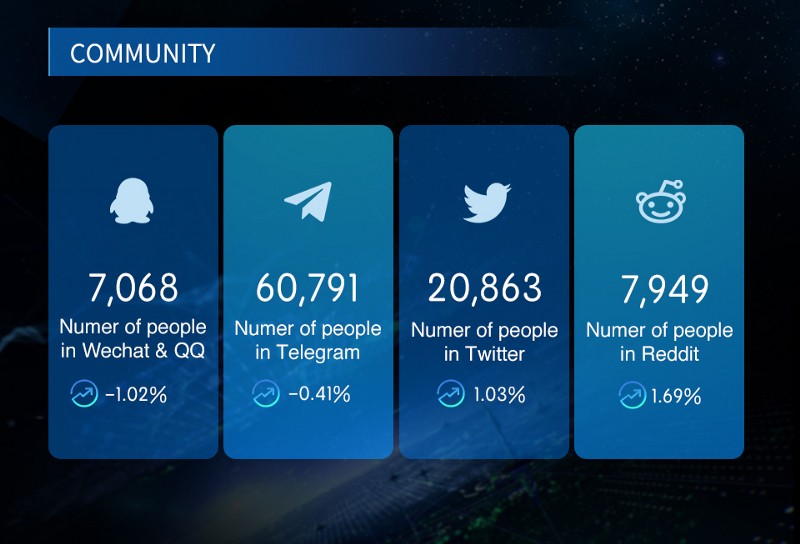 COMMUNITY
7,068
Numer of people
in Wechat & QQ
-1.02%
60,791
Numer of people
in Telegram
-0.41%
20,863
Numer of people
in Twitter
1.03%
7,949
Numer of people
in Reddit
1.69%